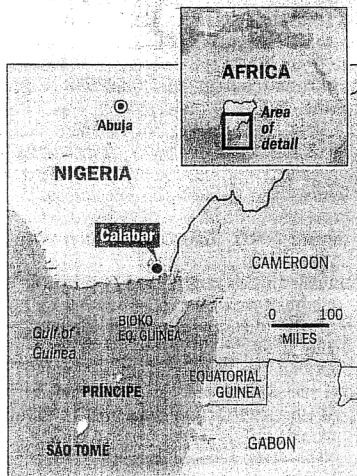 AFRICA
Area
of
detail
Abuja
NIGERIA
Calabar
CAMEROON
BIOKO
EQ. GUINEA
0 100
MILES
Gulf of
Guinea
PRÍNCIPE
EQUATORIAL
GUINEA
SÃO TOMÉ
GABON